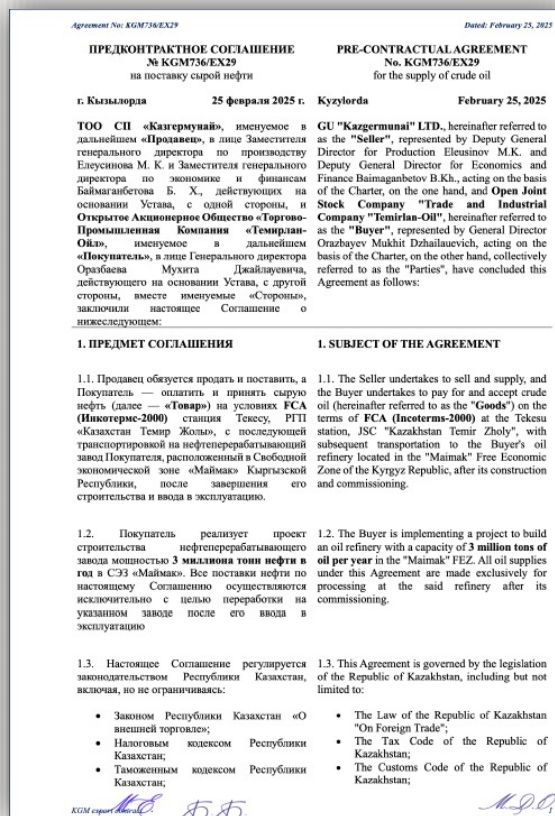 Agreement No: KGM736/EX29
Dated: February 25, 2025
ПРЕДКОНТРАКТНОЕ СОГЛАШЕНИЕ
№ KGM736/EX29
на поставку сырой нефти
г. Кызылорда 25 февраля 2025 г.
ТОО СП «Казгермунай», именуемое в
дальнейшем «Продавец», в лице Заместителя
генерального директора по производству
Елеусинова М. К. и Заместителя генерального
директора по экономике и финансам
Баймаганбетова Б. Х., действующих на
основании Устава, с одной стороны, и
Открытое Акционерное Общество «Торгово-
Промышленная Компания «Темирлан-
Ойл», именуемое в дальнейшем
«Покупатель», в лице Генерального директора
Оразбаева Мухита Джайлауевича,
действующего на основании Устава, с другой
стороны, вместе именуемые «Стороны»,
заключили настоящее Соглашение о
нижеследующем:
PRE-CONTRACTUAL AGREEMENT
No. KGM736/EX29
for the supply of crude oil
Kyzylorda February 25, 2025
GU "Kazgermunai" LTD., hereinafter referred to
as the "Seller", represented by Deputy General
Director for Production Eleusinov M.K. and
Deputy General Director for Economics and
Finance Baimaganbetov B.Kh., acting on the basis
of the Charter, on the one hand, and Open Joint
Stock Company "Trade and Industrial
Company "Temirlan-Oil", hereinafter referred to
as the "Buyer", represented by General Director
Orazbayev Mukhit Dzhailauevich, acting on the
basis of the Charter, on the other hand, collectively
referred to as the "Parties", have concluded this
Agreement as follows:
1. ПРЕДМЕТ СОГЛАШЕНИЯ
1.1. Продавец обязуется продать и поставить, а
Покупатель — оплатить и принять сырую
нефть (далее — «Товар») на условиях FCA
(Инкотермс-2000) станция Текесу, РГП
«Казахстан Темир Жолы», с последующей
транспортировкой на нефтеперерабатывающий
завод Покупателя, расположенный в Свободной
экономической зоне «Маймак» Кыргызской
Республики, после завершения его
строительства и ввода в эксплуатацию.
1.2. Покупатель реализует проект
строительства нефтеперерабатывающего
завода мощностью 3 миллиона тонн нефти в
год в СЭЗ «Маймак». Все поставки нефти по
настоящему Соглашению осуществляются
исключительно с целью переработки на
указанном заводе после его ввода в
эксплуатацию
1.3. Настоящее Соглашение регулируется
законодательством Республики Казахстан,
включая, но не ограничиваясь:
• Законом Республики Казахстан «О
внешней торговле»;
• Налоговым кодексом Республики
Казахстан;
• Таможенным кодексом Республики
Казахстан;
1. SUBJECT OF THE AGREEMENT
1.1. The Seller undertakes to sell and supply, and
the Buyer undertakes to pay for and accept crude
oil (hereinafter referred to as the "Goods") on the
terms of FCA (Incoterms-2000) at the Tekesu
station, JSC "Kazakhstan Temir Zholy", with
subsequent transportation to the Buyer's oil
refinery located in the "Maimak" Free Economic
Zone of the Kyrgyz Republic, after its construction
and commissioning.
1.2. The Buyer is implementing a project to build
an oil refinery with a capacity of 3 million tons of
oil per year in the "Maimak" FEZ. All oil supplies
under this Agreement are made exclusively for
processing at the said refinery after its
commissioning.
1.3. This Agreement is governed by the legislation
of the Republic of Kazakhstan, including but not
limited to:
• The Law of the Republic of Kazakhstan
"On Foreign Trade";
• The Tax Code of the Republic of
Kazakhstan;
• The Customs Code of the Republic of
Kazakhstan;
KGM export
1